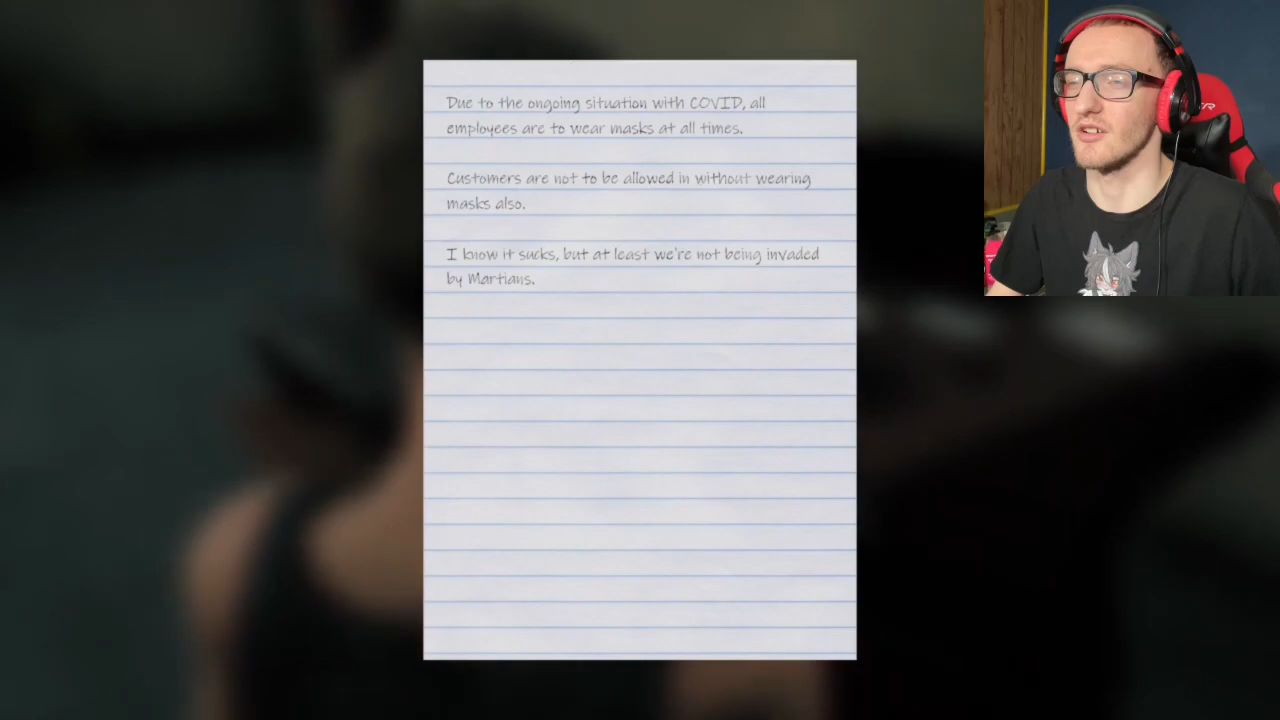 Due to the ongoing situation with COVID, all
employees are to wear masks at all times.
Customers are not to be allowed in without wearing
masks also.
I know it sucks, but at least we're not being invaded
by Martians.